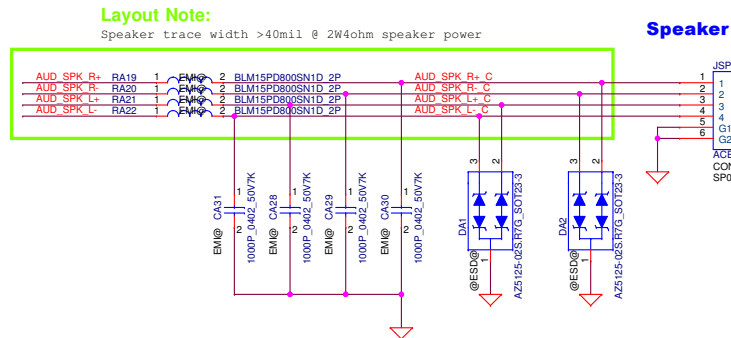 Layout Note:
Speaker trace width >40mil @ 2W4ohm speaker power
Speaker
AUD_SPK_R+ RA19 1 EMI@ 2 BLM15PD800SN1D_2P AUD_SPK_R+_C 1 1
AUD_SPK_R- RA20 1 EMI@ 2 BLM15PD800SN1D_2P AUD_SPK_R-_C 2 2
AUD_SPK_L+ RA21 1 EMI@ 2 BLM15PD800SN1D_2P AUD_SPK_L+_C 3 3
AUD_SPK_L- RA22 1 EMI@ 2 BLM15PD800SN1D_2P AUD_SPK_L-_C 4 4
5 G1
6 G2
JSP
ACE
CON
SP0
EMI@ CA31 1 2 1000P_0402_50V7K
EMI@ CA28 1 2 1000P_0402_50V7K
EMI@ CA29 1 2 1000P_0402_50V7K
EMI@ CA30 1 2 1000P_0402_50V7K
3 2 DA1 1 @ESD@ AZ5125-02S.R7G_SOT23-3
3 2 DA2 1 @ESD@ AZ5125-02S.R7G_SOT23-3